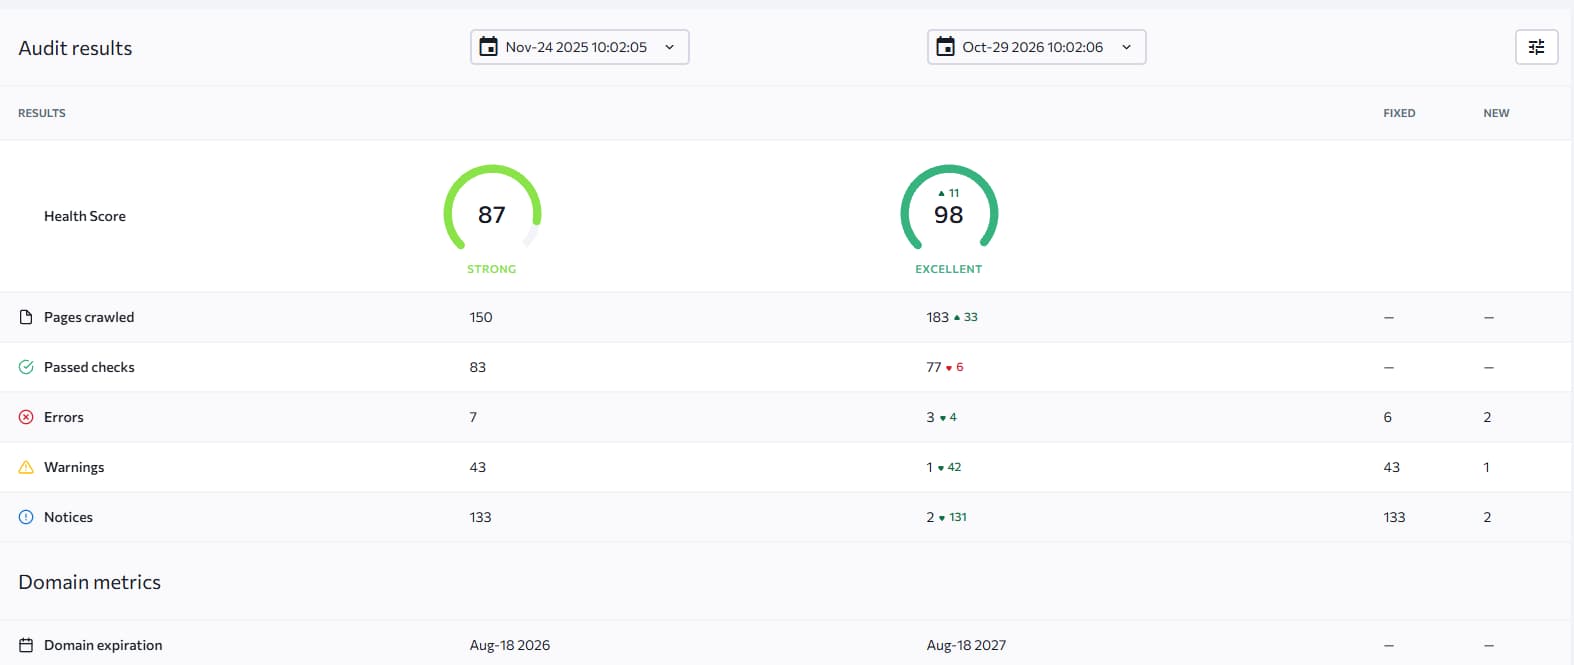 Audit results Nov-24 2025 10:02:05 Oct-29 2026 10:02:06
RESULTS FIXED NEW
Health Score 87 ▲ 11 98
STRONG EXCELLENT
Pages crawled 150 183 ▲ 33 — —
Passed checks 83 77 ▼ 6 — —
Errors 7 3 ▼ 4 6 2
Warnings 43 1 ▼ 42 43 1
Notices 133 2 ▼ 131 133 2
Domain metrics
Domain expiration Aug-18 2026 Aug-18 2027 — —